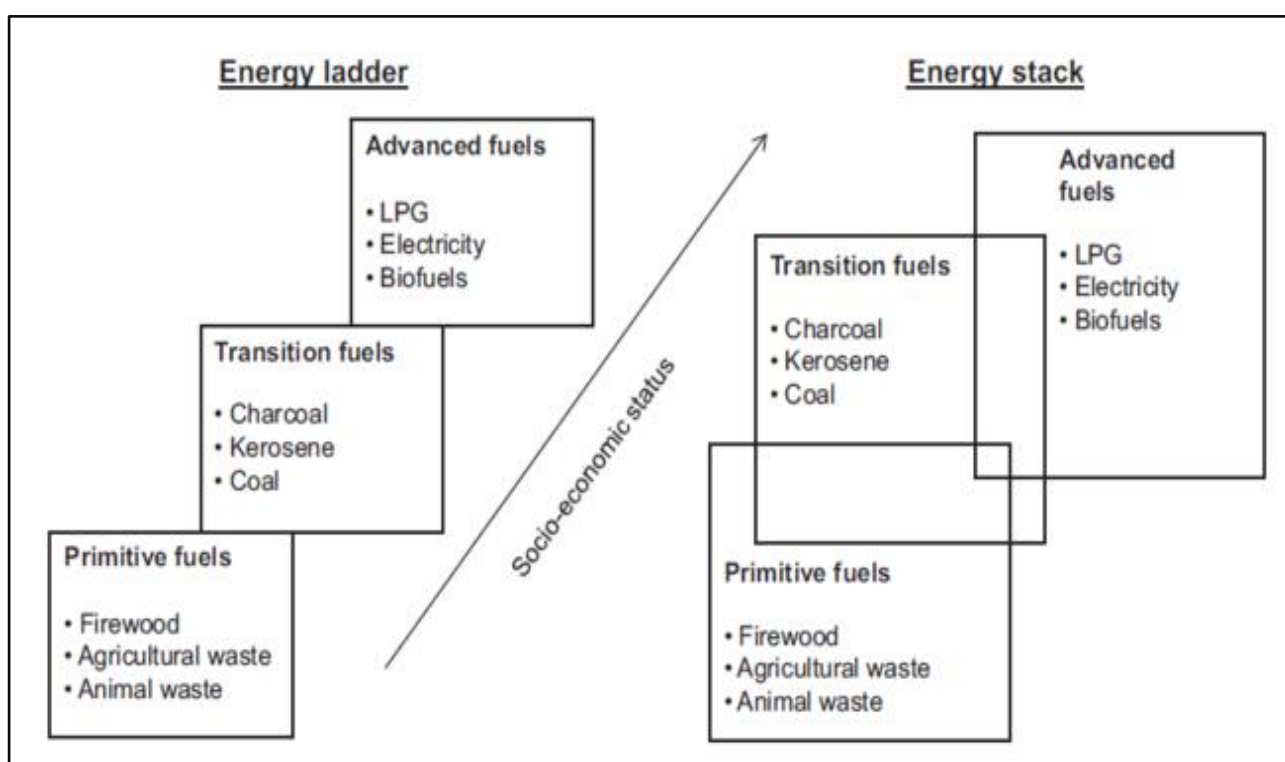 Energy ladder
Advanced fuels
• LPG
• Electricity
• Biofuels
Transition fuels
• Charcoal
• Kerosene
• Coal
Primitive fuels
• Firewood
• Agricultural waste
• Animal waste
Socio-economic status
Energy stack
Advanced
fuels
• LPG
• Electricity
• Biofuels
Transition fuels
• Charcoal
• Kerosene
• Coal
Primitive fuels
• Firewood
• Agricultural waste
• Animal waste